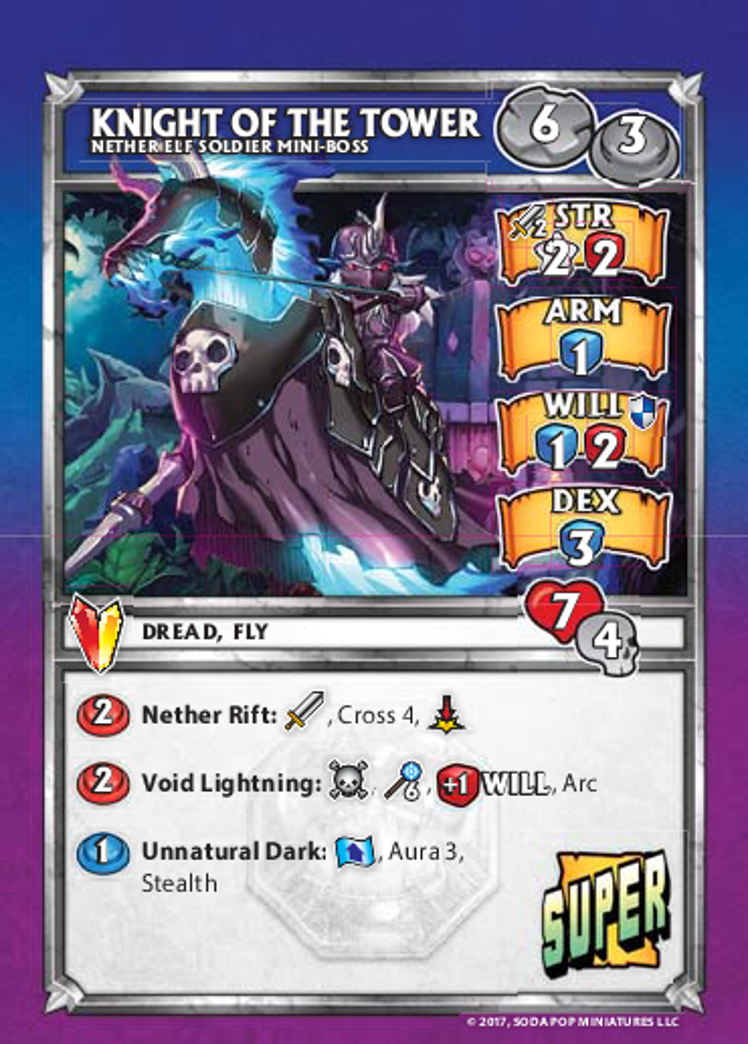 KNIGHT OF THE TOWER
NETHER ELF SOLDIER MINI-BOSS
6 3
2 STR
2 2
ARM
1
WILL
1 2
DEX
3
7
4
DREAD, FLY
2 Nether Rift: , Cross 4,
2 Void Lightning: , 6, +1 WILL, Arc
1 Unnatural Dark: , Aura 3,
Stealth
SUPER
© 2017, SODA POP MINIATURES LLC